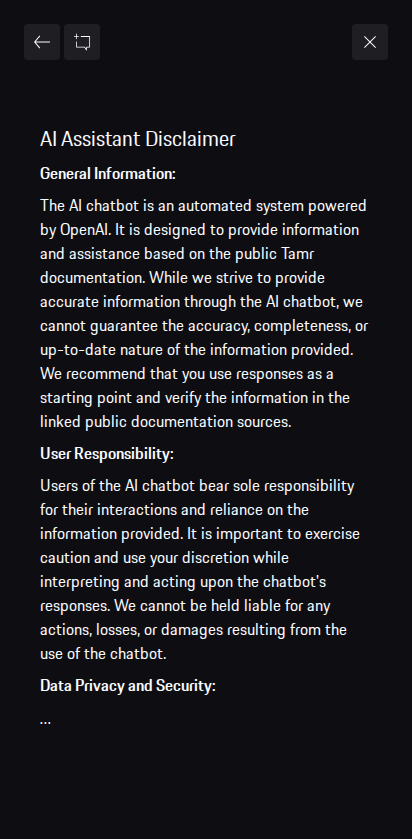 AI Assistant Disclaimer
General Information:
The AI chatbot is an automated system powered
by OpenAI. It is designed to provide information
and assistance based on the public Tamr
documentation. While we strive to provide
accurate information through the AI chatbot, we
cannot guarantee the accuracy, completeness, or
up-to-date nature of the information provided.
We recommend that you use responses as a
starting point and verify the information in the
linked public documentation sources.
User Responsibility:
Users of the AI chatbot bear sole responsibility
for their interactions and reliance on the
information provided. It is important to exercise
caution and use your discretion while
interpreting and acting upon the chatbot's
responses. We cannot be held liable for any
actions, losses, or damages resulting from the
use of the chatbot.
Data Privacy and Security:
...